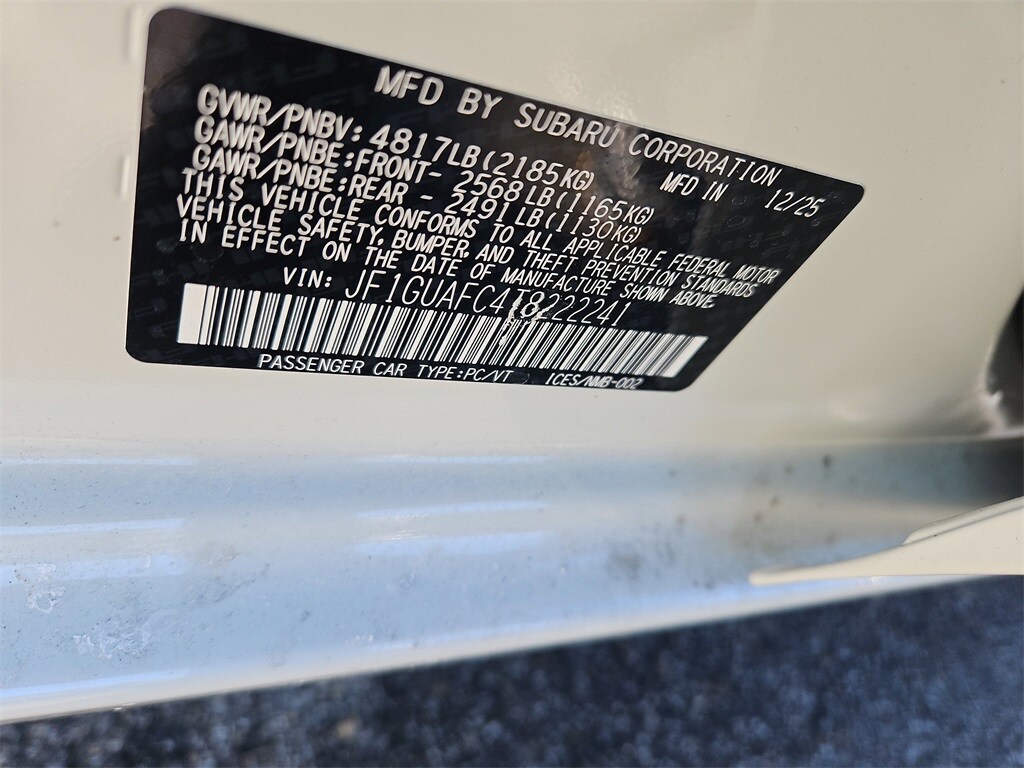 MFD BY SUBARU CORPORATION
GVWR/PNBV: 4817LB(2185KG) MFD IN 12/25
GAWR/PNBE:FRONT- 2568LB(1165KG)
GAWR/PNBE:REAR - 2491LB(1130KG)
THIS VEHICLE CONFORMS TO ALL APPLICABLE FEDERAL MOTOR
VEHICLE SAFETY, BUMPER, AND THEFT PREVENTION STANDARDS
IN EFFECT ON THE DATE OF MANUFACTURE SHOWN ABOVE.
VIN: JF1GUAFC4T8222241
PASSENGER CAR TYPE:PC/VT ICES/NMB-002